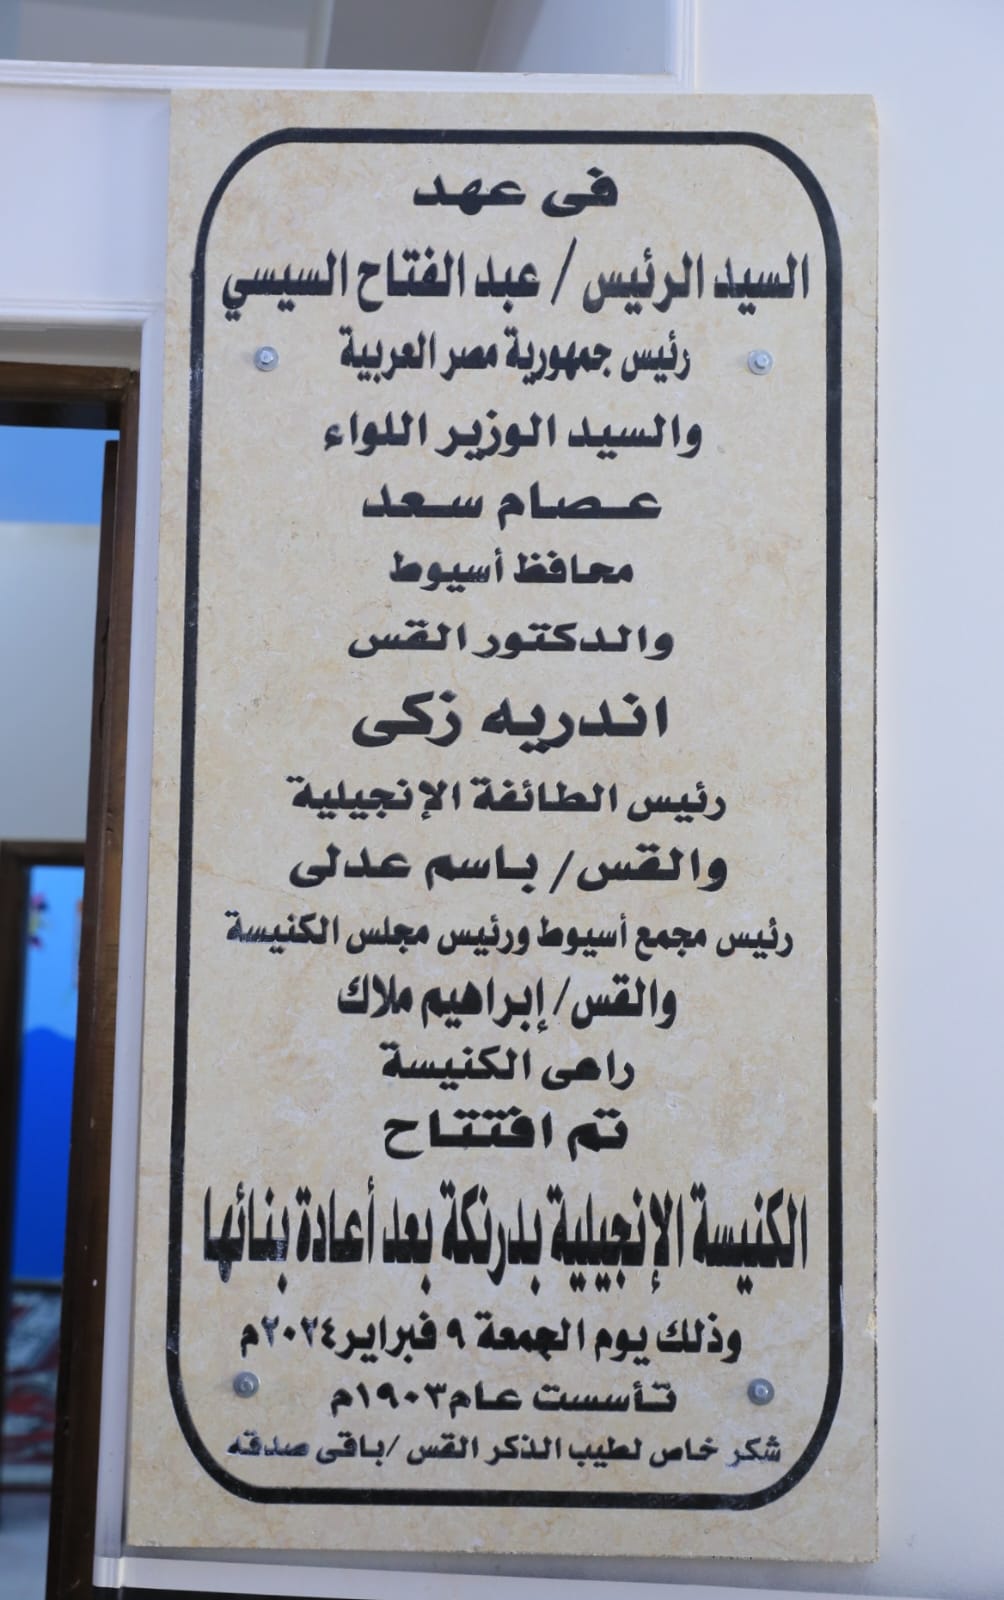 فى عهد
السيد الرئيس / عبد الفتاح السيسي
رئيس جمهورية مصر العربية
والسيد الوزير اللواء
عصام سعد
محافظ أسيوط
والدكتور القس
اندريه زكى
رئيس الطائفة الإنجيلية
والقس/ باسم عدلى
رئيس مجمع أسيوط ورئيس مجلس الكنيسة
والقس/ إبراهيم ملاك
راعى الكنيسة
تم افتتاح
الكنيسة الإنجيلية بدرنكة بعد أعادة بنائها
وذلك يوم الجمعة ٩ فبراير ٢٠٢٤م
تأسست عام ١٩٠٣م
شكر خاص لطيب الذكر القس /باقى صدقه